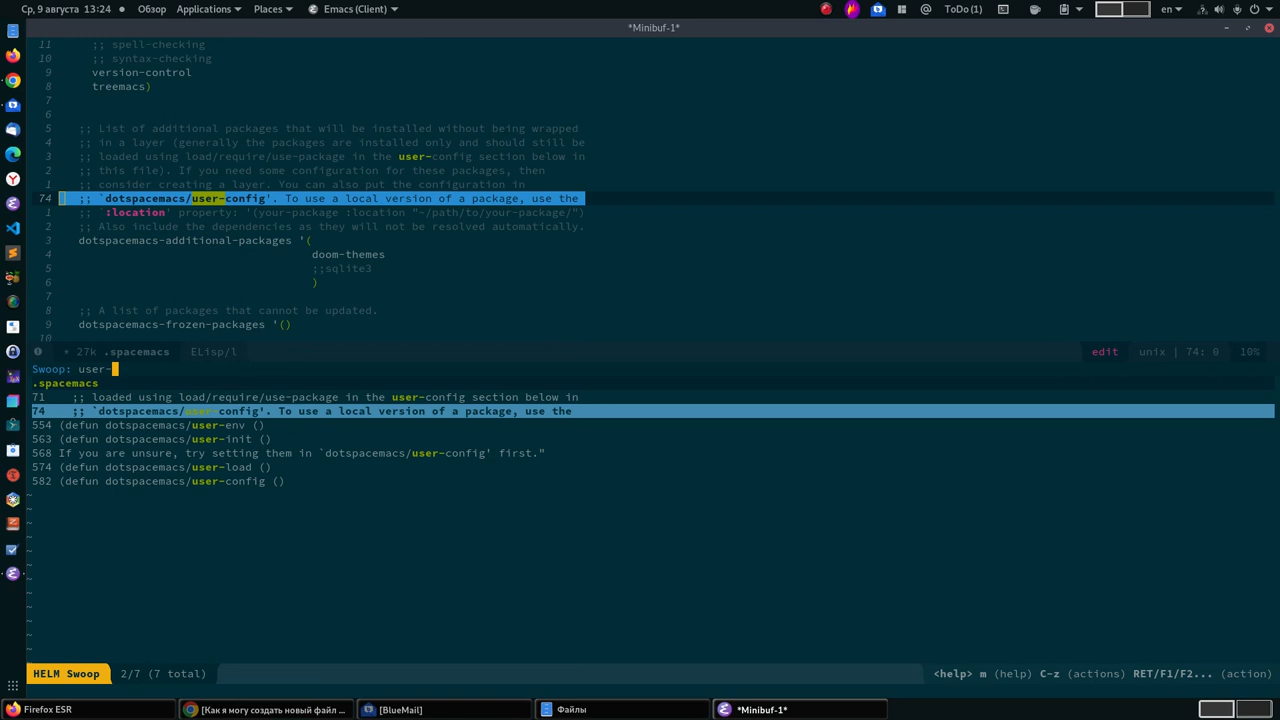 Ср, 9 августа 13:24 Обзор Applications Places Emacs (Client) ToDo (1) en
*Minibuf-1*
11 ;; spell-checking
10 ;; syntax-checking
9 version-control
8 treemacs)
7
6
5 ;; List of additional packages that will be installed without being wrapped
4 ;; in a layer (generally the packages are installed only and should still be
3 ;; loaded using load/require/use-package in the user-config section below in
2 ;; this file). If you need some configuration for these packages, then
1 ;; consider creating a layer. You can also put the configuration in
74 ;; `dotspacemacs/user-config'. To use a local version of a package, use the
1 ;; `:location' property: '(your-package :location "~/path/to/your-package/")
2 ;; Also include the dependencies as they will not be resolved automatically.
3 dotspacemacs-additional-packages '(
4 doom-themes
5 ;;sqlite3
6 )
7
8 ;; A list of packages that cannot be updated.
9 dotspacemacs-frozen-packages '()
10
* 27k .spacemacs ELisp/l edit unix | 74: 0 10%
Swoop: user-
.spacemacs
71 ;; loaded using load/require/use-package in the user-config section below in
74 ;; `dotspacemacs/user-config'. To use a local version of a package, use the
554 (defun dotspacemacs/user-env ()
563 (defun dotspacemacs/user-init ()
568 If you are unsure, try setting them in `dotspacemacs/user-config' first."
574 (defun dotspacemacs/user-load ()
582 (defun dotspacemacs/user-config ()
~
~
~
~
~
~
~
~
~
~
~
~
HELM Swoop 2/7 (7 total) <help> m (help) C-z (actions) RET/F1/F2... (action)
Firefox ESR [Как я могу создать новый файл ... [BlueMail] Файлы *Minibuf-1*